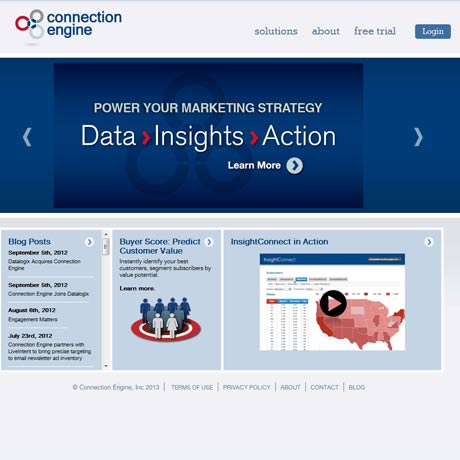 connection
engine
solutions about free trial Login
POWER YOUR MARKETING STRATEGY
Data › Insights › Action
Learn More
Blog Posts
September 5th, 2012
Datalogix Acquires Connection
Engine
September 5th, 2012
Connection Engine Joins Datalogix
August 6th, 2012
Engagement Matters
July 23rd, 2012
Connection Engine partners with
LiveIntent to bring precise targeting
to email newsletter ad inventory
Buyer Score: Predict
Customer Value
Instantly identify your best
customers, segment subscribers by
value potential.
Learn more.
InsightConnect in Action
InsightConnect
© Connection Engine, Inc 2013 | TERMS OF USE | PRIVACY POLICY | ABOUT | CONTACT | BLOG